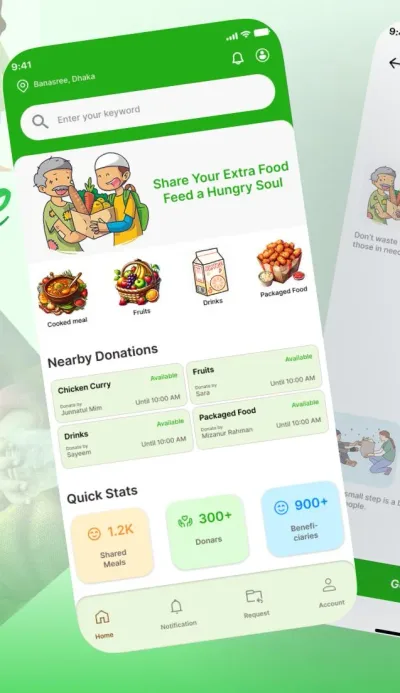 9:41
Banasree, Dhaka
Enter your keyword
Share Your Extra Food
Feed a Hungry Soul
Cooked meal
Fruits
Drinks
Packaged Food
Nearby Donations
Chicken Curry
Available
Donate by
Junnatul Mim
Until 10:00 AM
Fruits
Available
Donate by
Sara
Until 10:00 AM
Drinks
Available
Donate by
Sayeem
Until 10:00 AM
Packaged Food
Available
Donate by
Mizanur Rahman
Until 10:00 AM
Quick Stats
1.2K
Shared
Meals
300+
Donars
900+
Benefi-
ciaries
Home
Notification
Request
Account
Don't waste
those in need
small step is a b